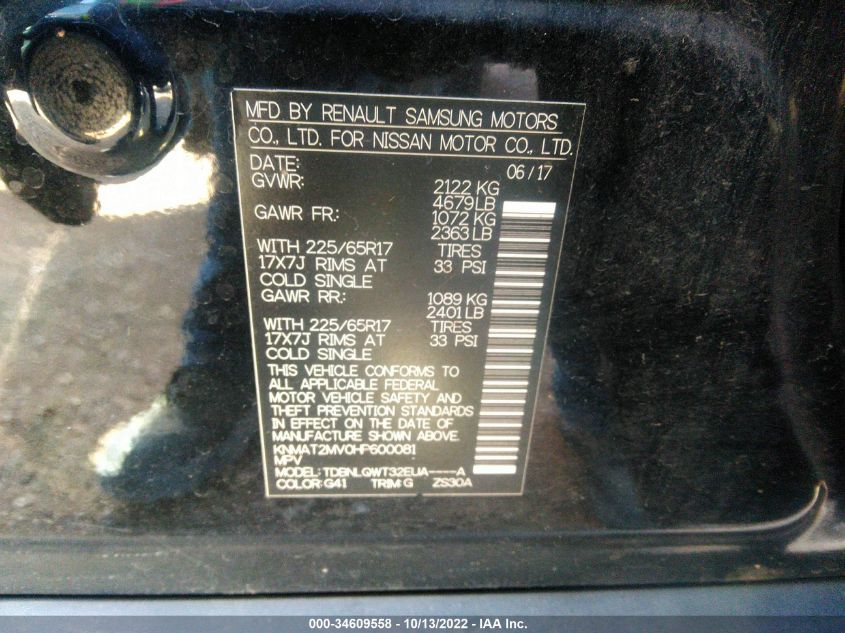 MFD BY RENAULT SAMSUNG MOTORS
CO., LTD. FOR NISSAN MOTOR CO., LTD.
DATE: 06/17
GVWR: 2122 KG
4679 LB
GAWR FR: 1072 KG
2363 LB
WITH 225/65R17 TIRES
17X7J RIMS AT 33 PSI
COLD SINGLE
GAWR RR: 1089 KG
2401 LB
WITH 225/65R17 TIRES
17X7J RIMS AT 33 PSI
COLD SINGLE
THIS VEHICLE CONFORMS TO
ALL APPLICABLE FEDERAL
MOTOR VEHICLE SAFETY AND
THEFT PREVENTION STANDARDS
IN EFFECT ON THE DATE OF
MANUFACTURE SHOWN ABOVE.
KNMAT2MV0HP600081
MPV
MODEL: TDBNLQWT32EUA----A
COLOR: G41 TRIM: G ZS30A
000-34609558 - 10/13/2022 - IAA Inc.